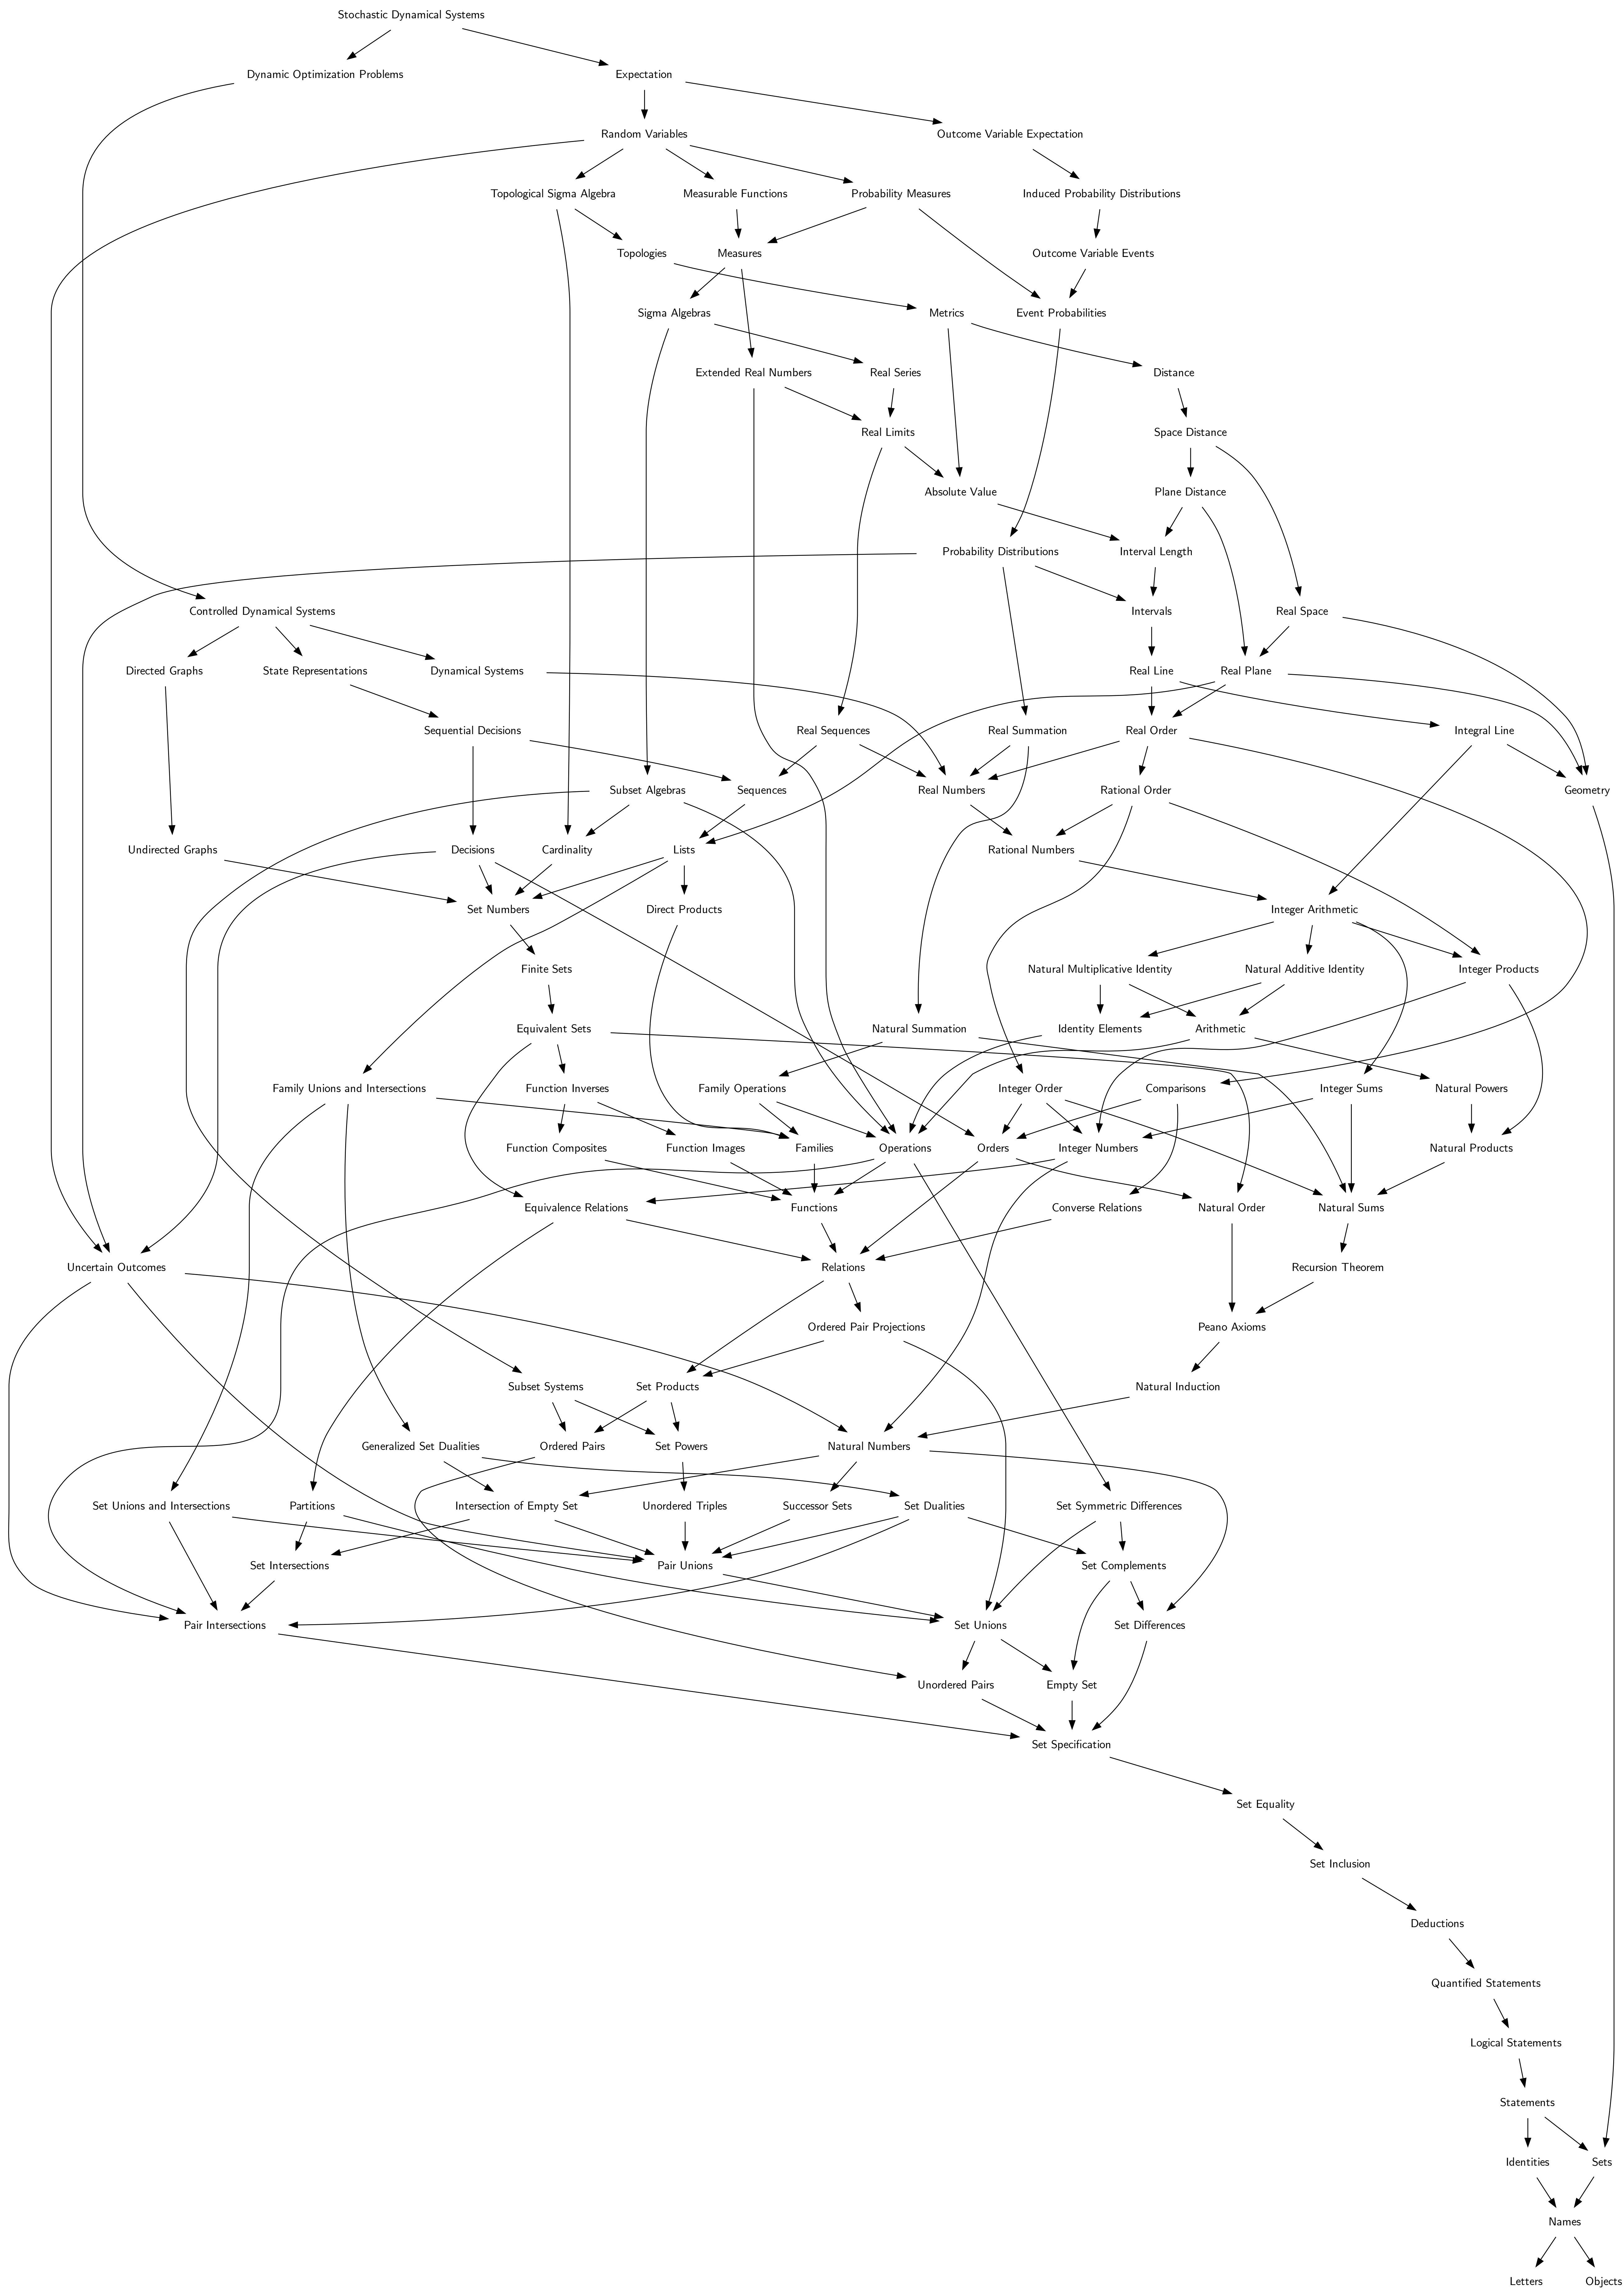 Stochastic Dynamical Systems
Dynamic Optimization Problems
Expectation
Random Variables
Outcome Variable Expectation
Topological Sigma Algebra
Measurable Functions
Probability Measures
Induced Probability Distributions
Topologies
Measures
Outcome Variable Events
Sigma Algebras
Metrics
Event Probabilities
Extended Real Numbers
Real Series
Distance
Real Limits
Space Distance
Absolute Value
Plane Distance
Probability Distributions
Interval Length
Controlled Dynamical Systems
Intervals
Real Space
Directed Graphs
State Representations
Dynamical Systems
Real Line
Real Plane
Sequential Decisions
Real Sequences
Real Summation
Real Order
Integral Line
Subset Algebras
Sequences
Real Numbers
Rational Order
Geometry
Undirected Graphs
Decisions
Cardinality
Lists
Rational Numbers
Set Numbers
Direct Products
Integer Arithmetic
Finite Sets
Natural Multiplicative Identity
Natural Additive Identity
Integer Products
Equivalent Sets
Natural Summation
Identity Elements
Arithmetic
Family Unions and Intersections
Function Inverses
Family Operations
Integer Order
Comparisons
Integer Sums
Natural Powers
Function Composites
Function Images
Families
Operations
Orders
Integer Numbers
Natural Products
Equivalence Relations
Functions
Converse Relations
Natural Order
Natural Sums
Uncertain Outcomes
Relations
Recursion Theorem
Ordered Pair Projections
Peano Axioms
Subset Systems
Set Products
Natural Induction
Generalized Set Dualities
Ordered Pairs
Set Powers
Natural Numbers
Set Unions and Intersections
Partitions
Intersection of Empty Set
Unordered Triples
Successor Sets
Set Dualities
Set Symmetric Differences
Set Intersections
Pair Unions
Set Complements
Pair Intersections
Set Unions
Set Differences
Unordered Pairs
Empty Set
Set Specification
Set Equality
Set Inclusion
Deductions
Quantified Statements
Logical Statements
Statements
Identities
Sets
Names
Letters
Objects